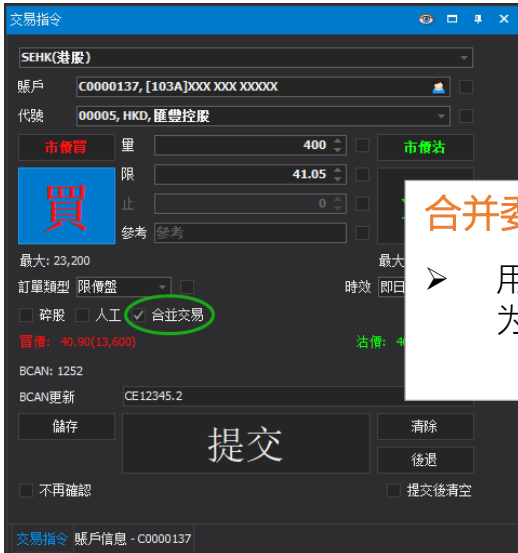 交易指令
SEHK(港股)
賬戶 C0000137, [103A]XXX XXX XXXXX
代號 00005, HKD, 匯豐控股
市價買 量 400 市價沽
買 限 41.05
止 0
參考 參考
最大: 23,200 最大
訂單類型 限價盤 時效 即日
碎股 人工 合並交易
買價: 40.90(13,600) 沽價:
BCAN: 1252
BCAN更新 CE12345.2
儲存 提交 清除
後退
不再確認 提交後清空
交易指令 賬戶信息 - C0000137
合并委
用
为